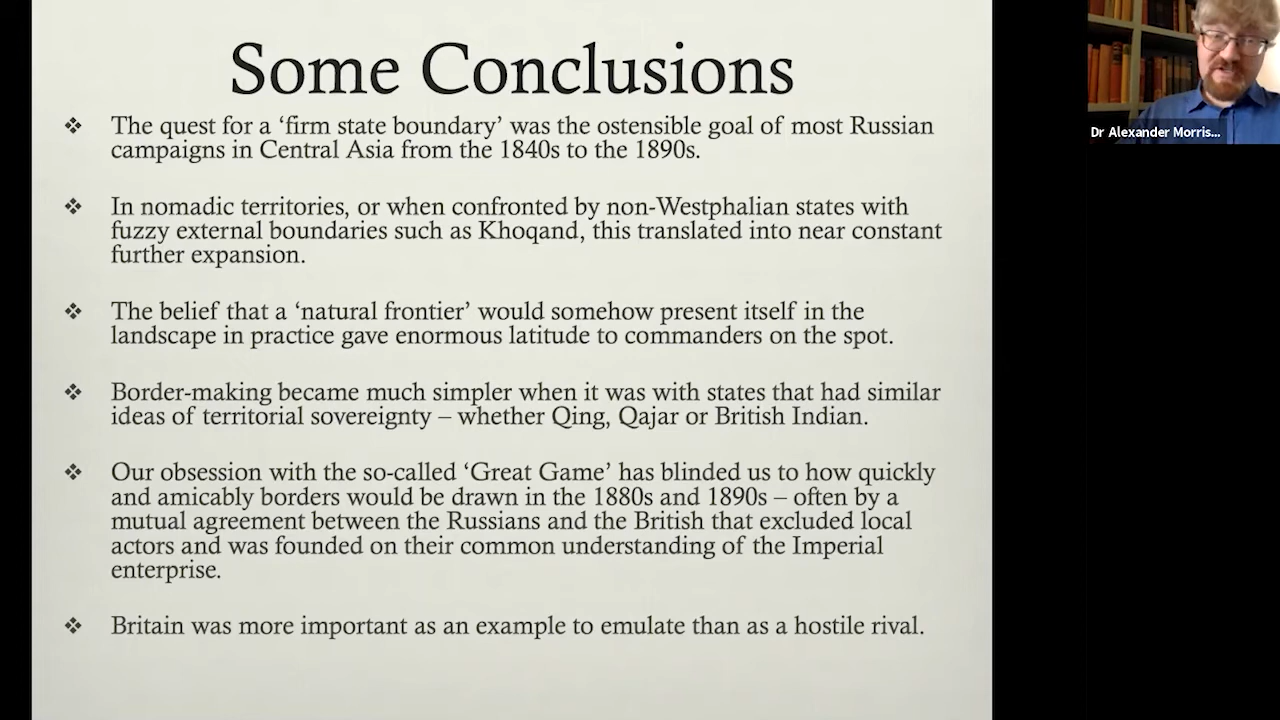 Some Conclusions
❖ The quest for a ‘firm state boundary’ was the ostensible goal of most Russian
campaigns in Central Asia from the 1840s to the 1890s.
❖ In nomadic territories, or when confronted by non-Westphalian states with
fuzzy external boundaries such as Khoqand, this translated into near constant
further expansion.
❖ The belief that a ‘natural frontier’ would somehow present itself in the
landscape in practice gave enormous latitude to commanders on the spot.
❖ Border-making became much simpler when it was with states that had similar
ideas of territorial sovereignty – whether Qing, Qajar or British Indian.
❖ Our obsession with the so-called ‘Great Game’ has blinded us to how quickly
and amicably borders would be drawn in the 1880s and 1890s – often by a
mutual agreement between the Russians and the British that excluded local
actors and was founded on their common understanding of the Imperial
enterprise.
❖ Britain was more important as an example to emulate than as a hostile rival.
Dr Alexander Morris...